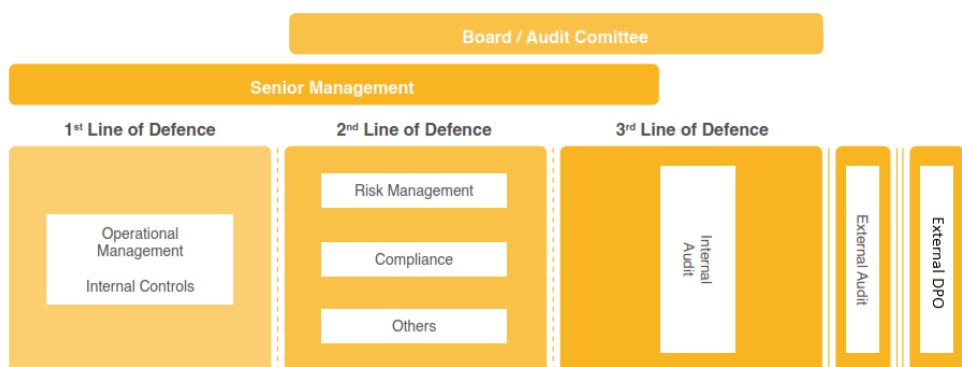 Board / Audit Comittee
Senior Management
1st Line of Defence
2nd Line of Defence
3rd Line of Defence
Operational
Management
Internal Controls
Risk Management
Compliance
Others
Internal
Audit
External Audit
External DPO